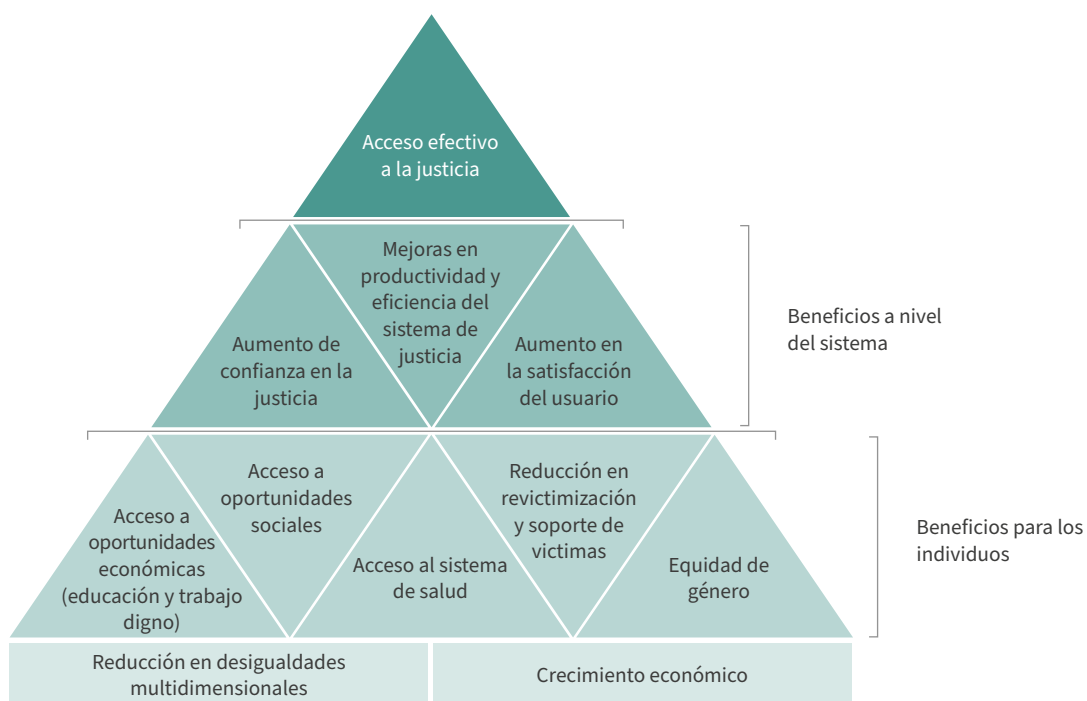 Acceso efectivo
a la justicia
Mejoras en
productividad y
eficiencia del
sistema de
justicia
Aumento de
confianza en la
justicia
Aumento en
la satisfacción
del usuario
Beneficios a nivel
del sistema
Acceso a
oportunidades
económicas
(educación y trabajo
digno)
Acceso a
oportunidades
sociales
Acceso al sistema
de salud
Reducción en
revictimización
y soporte de
victimas
Equidad de
género
Beneficios para los
individuos
Reducción en desigualdades
multidimensionales
Crecimiento económico